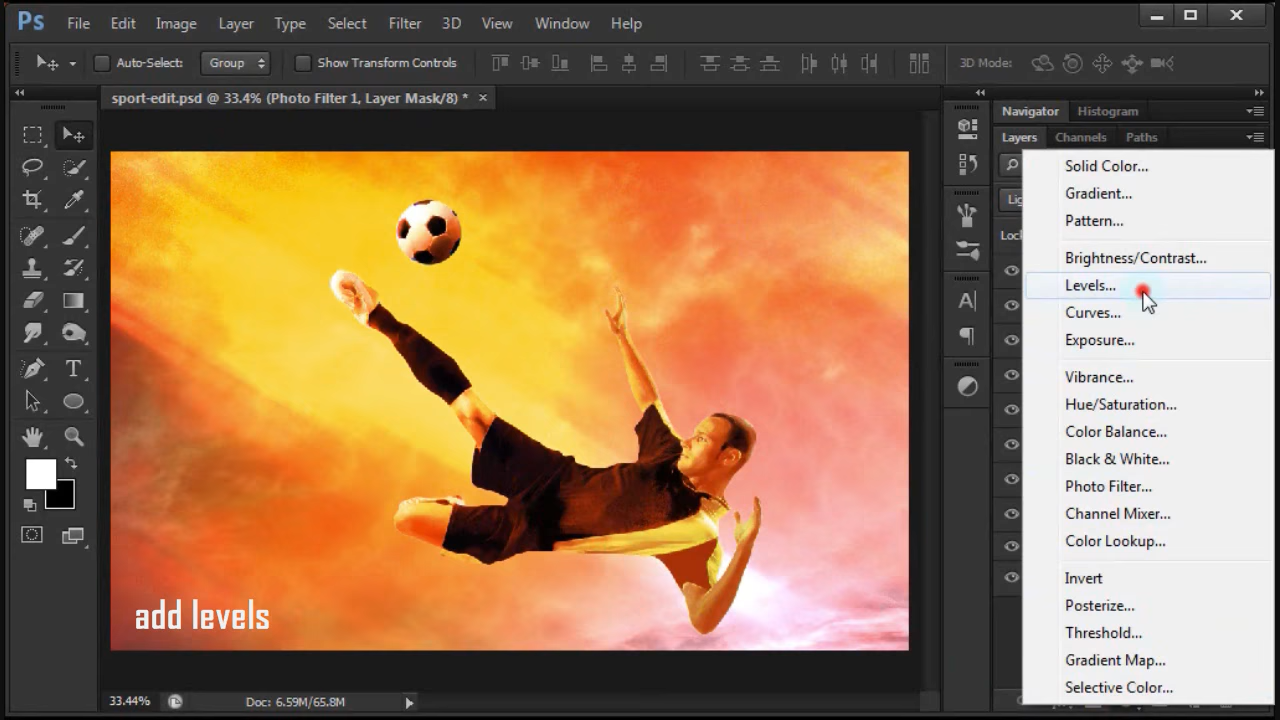 Ps File Edit Image Layer Type Select Filter 3D View Window Help
Auto-Select: Group Show Transform Controls 3D Mode:
sport-edit.psd @ 33.4% (Photo Filter 1, Layer Mask/8) * ×
Navigator Histogram
Layers Channels Paths
Solid Color...
Gradient...
Pattern...
Brightness/Contrast...
Levels...
Curves...
Exposure...
Vibrance...
Hue/Saturation...
Color Balance...
Black & White...
Photo Filter...
Channel Mixer...
Color Lookup...
Invert
Posterize...
Threshold...
Gradient Map...
Selective Color...
add levels
33.44% Doc: 6.59M/65.8M